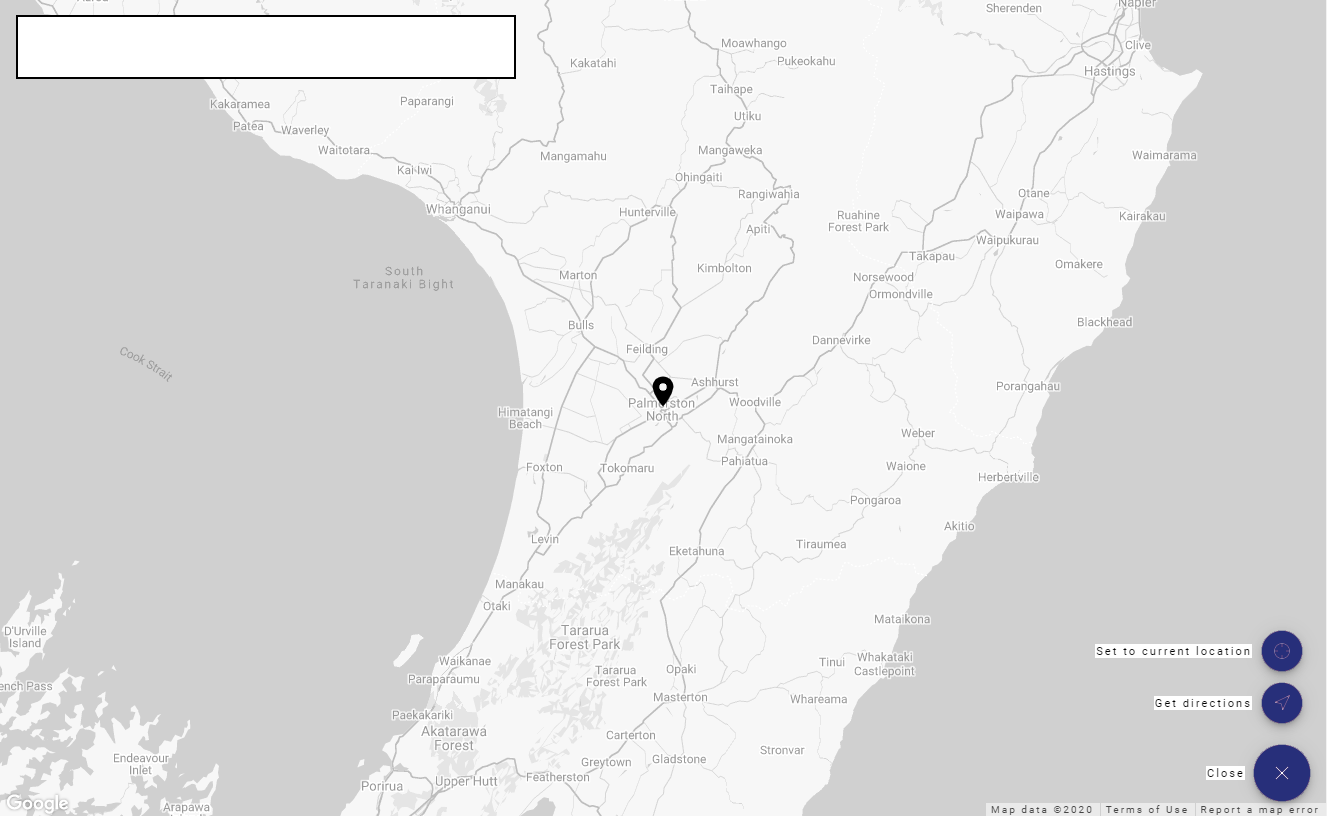 Sherenden
Napier
Moawhango
Clive
Kakatahi
Pukeokahu
Hastings
Taihape
Kakaramea
Paparangi
Utiku
Patea
Waverley
Waitotara
Mangamahu
Mangaweka
Waimarama
Kai Iwi
Ohingaiti
Rangiwahia
Otane
Whanganui
Hunterville
Ruahine
Forest Park
Waipawa
Kairakau
Apiti
Waipukurau
Takapau
South
Taranaki Bight
Marton
Kimbolton
Norsewood
Omakere
Ormondville
Bulls
Blackhead
Cook Strait
Feilding
Dannevirke
Ashhurst
Porangahau
Palmerston
North
Woodville
Himatangi
Beach
Mangatainoka
Weber
Foxton
Tokomaru
Pahiatua
Waione
Herbertville
Pongaroa
Akitio
Levin
Eketahuna
Tiraumea
Manakau
Otaki
Mataikona
D'Urville
Island
Tararua
Forest Park
Set to current location
Waikanae
Tararua
Forest Park
Opaki
Tinui
Whakataki
Castlepoint
Paraparaumu
ench Pass
Masterton
Whareama
Get directions
Paekakariki
Akatarawa
Forest
Carterton
Stronvar
Endeavour
Inlet
Greytown
Gladstone
Close
Porirua
Upper Hutt
Featherston
Google
Arapawa
Map data ©2020
Terms of Use
Report a map error